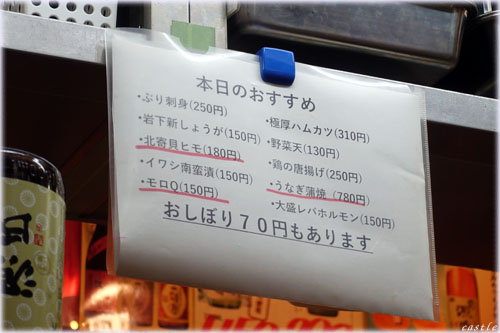 本日のおすすめ
・ぶり刺身(250円)
・岩下新しょうが(150円)
・北寄貝ヒモ(180円)
・イワシ南蛮漬(150円)
・モロQ(150円)
・極厚ハムカツ(310円)
・野菜天(130円)
・鶏の唐揚げ(250円)
・うなぎ蒲焼(780円)
・大盛レバホルモン(150円)
おしぼり70円もあります
castle